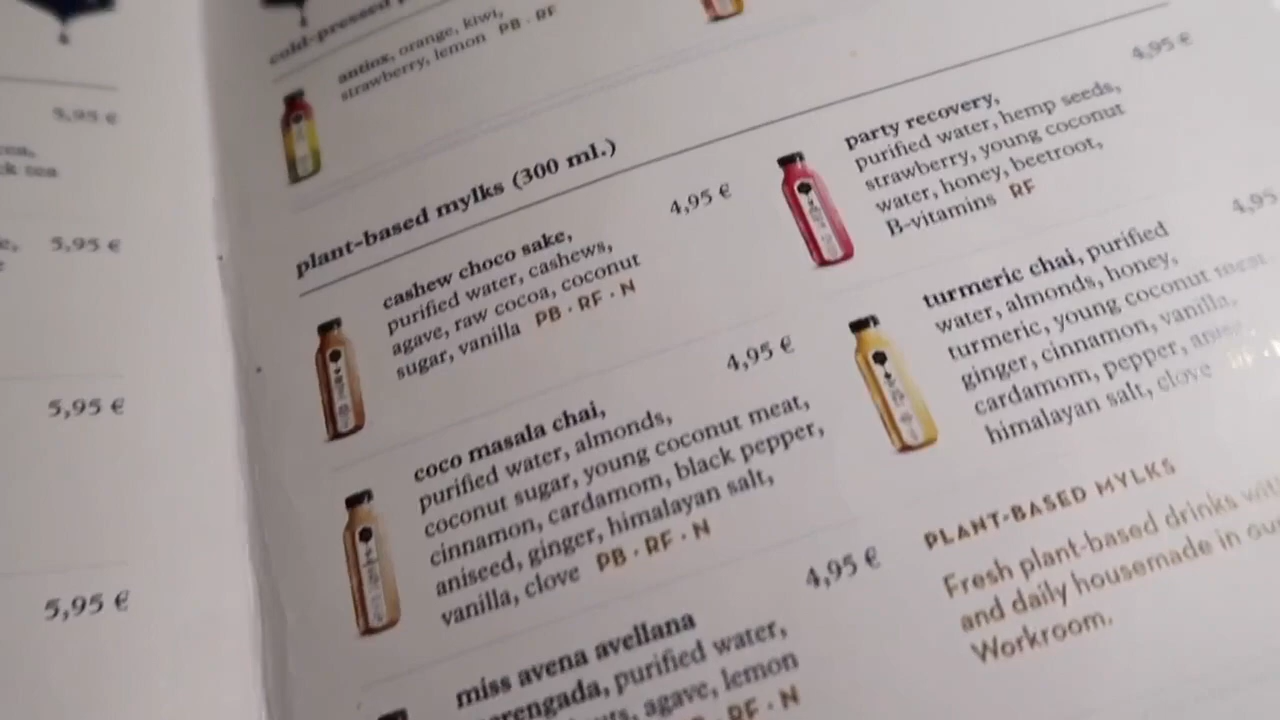 5,95 €
5,95 €
5,95 €
5,95 €
cold-pressed
antiox, orange, kiwi,
strawberry, lemon PB · RF
plant-based mylks (300 ml.)
cashew choco sake,
purified water, cashews,
agave, raw cocoa, coconut
sugar, vanilla PB · RF · N
4,95 €
coco masala chai,
purified water, almonds,
coconut sugar, young coconut meat,
cinnamon, cardamom, black pepper,
aniseed, ginger, himalayan salt,
vanilla, clove PB · RF · N
4,95 €
miss avena avellana
purified water,
agave, lemon
RF · N
4,95 €
party recovery,
purified water, hemp seeds,
strawberry, young coconut
water, honey, beetroot,
B-vitamins RF
4,95 €
turmeric chai, purified
water, almonds, honey,
turmeric, young coconut meat,
ginger, cinnamon, vanilla,
cardamom, pepper,
himalayan salt, clove
4,95
PLANT-BASED MYLKS
Fresh plant-based drinks
and daily housemade in
Workroom.